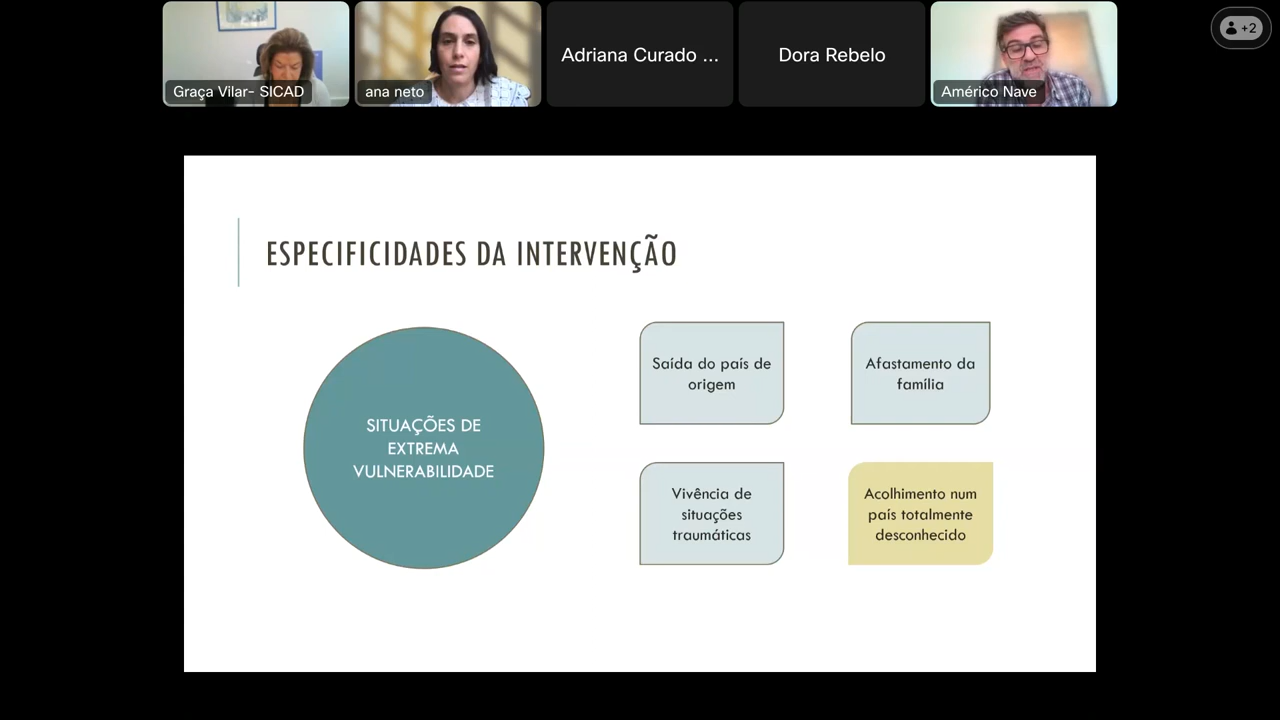 Graça Vilar- SICAD
ana neto
Adriana Curado ...
Dora Rebelo
Américo Nave
+2
ESPECIFICIDADES DA INTERVENÇÃO
SITUAÇÕES DE
EXTREMA
VULNERABILIDADE
Saída do país de
origem
Afastamento da
família
Vivência de
situações
traumáticas
Acolhimento num
país totalmente
desconhecido